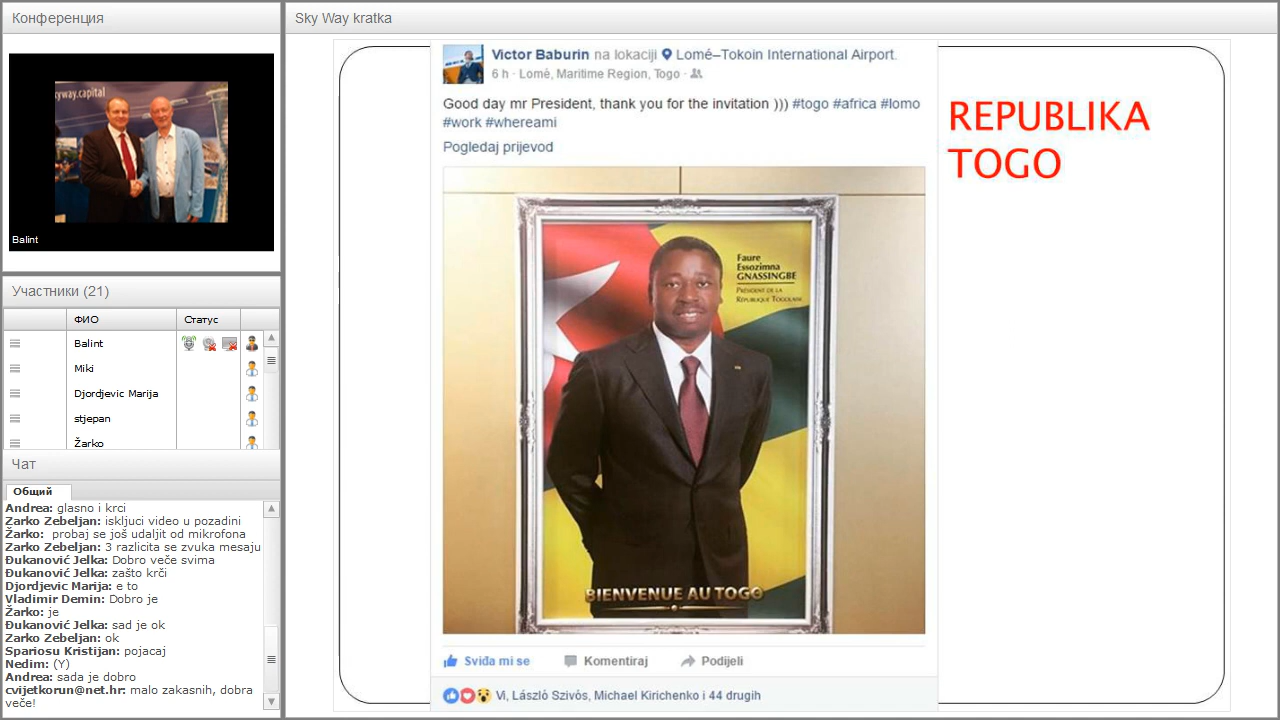 Конференция
yway.capital
Balint
Участники (21)
ФИО
Статус
Balint
Miki
Djordjevic Marija
stjepan
Žarko
Чат
Общий
Andrea: glasno i krci
Zarko Zebeljan: iskljuci video u pozadini
Žarko: probaj se još udaljit od mikrofona
Zarko Zebeljan: 3 razlicita se zvuka mesaju
Đukanović Jelka: Dobro veče svima
Đukanović Jelka: zašto krči
Djordjevic Marija: e to
Vladimir Demin: Dobro je
Žarko: je
Đukanović Jelka: sad je ok
Zarko Zebeljan: ok
Spariosu Kristijan: pojacaj
Nedim: (Y)
Andrea: sada je dobro
cvijetkorun@net.hr: malo zakasnih, dobra
veče!
Sky Way kratka
Victor Baburin na lokaciji Lomé–Tokoin International Airport.
6 h · Lomé, Maritime Region, Togo ·
Good day mr President, thank you for the invitation ))) #togo #africa #lomo
#work #whereami
Pogledaj prijevod
Faure
Essozimna
GNASSINGBE
Président de la
République Togolaise
BIENVENUE AU TOGO
Sviđa mi se
Komentiraj
Podijeli
Vi, László Szivós, Michael Kirichenko i 44 drugih
REPUBLIKA
TOGO